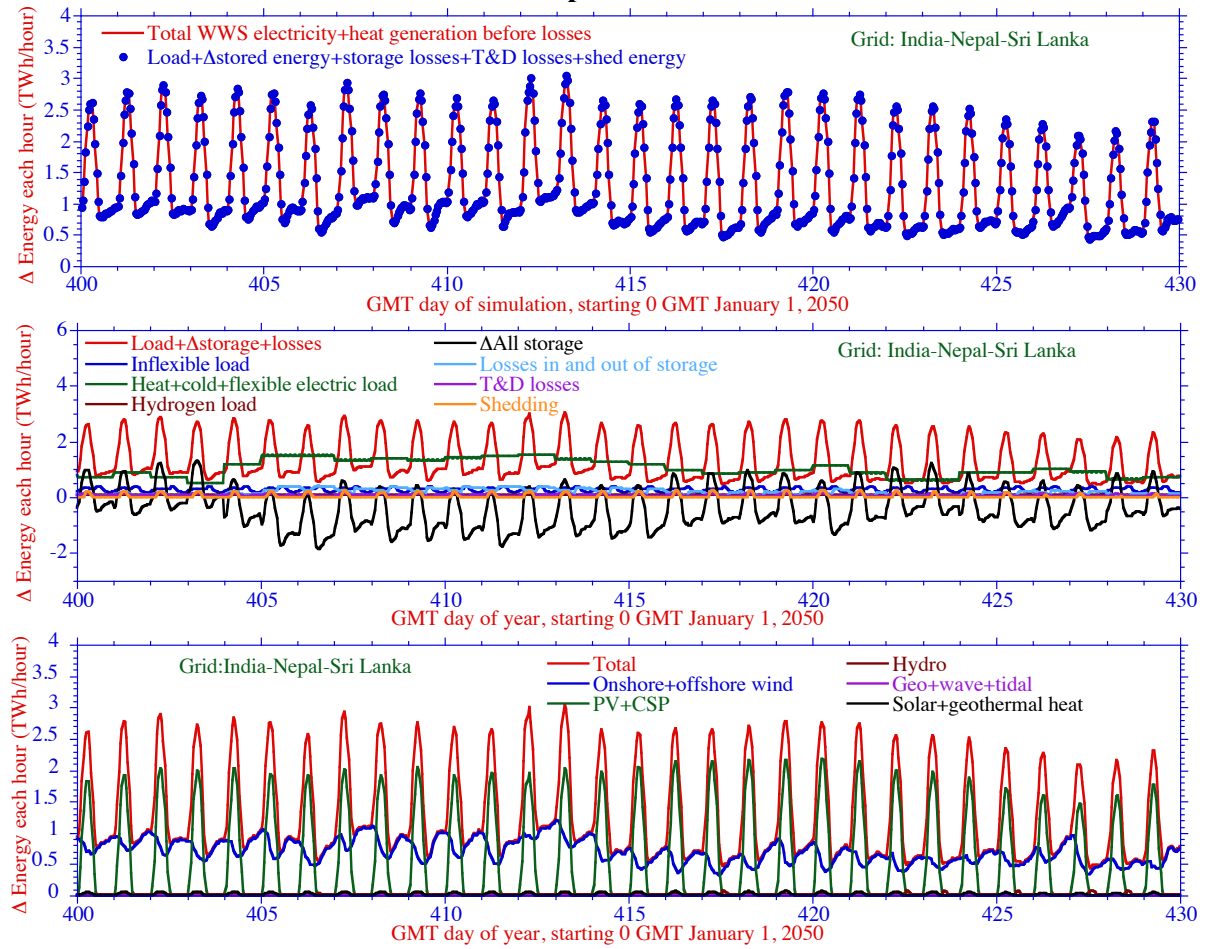 4
3.5
3
2.5
2
1.5
1
0.5
0
Δ Energy each hour (TWh/hour)
Total WWS electricity+heat generation before losses
Load+Δstored energy+storage losses+T&D losses+shed energy
Grid: India-Nepal-Sri Lanka
400 405 410 415 420 425 430
GMT day of simulation, starting 0 GMT January 1, 2050
6
4
2
0
-2
Δ Energy each hour (TWh/hour)
Load+Δstorage+losses
Inflexible load
Heat+cold+flexible electric load
Hydrogen load
ΔAll storage
Losses in and out of storage
T&D losses
Shedding
Grid: India-Nepal-Sri Lanka
400 405 410 415 420 425 430
GMT day of year, starting 0 GMT January 1, 2050
4
3.5
3
2.5
2
1.5
1
0.5
0
Δ Energy each hour (TWh/hour)
Grid:India-Nepal-Sri Lanka
Total
Onshore+offshore wind
PV+CSP
Hydro
Geo+wave+tidal
Solar+geothermal heat
400 405 410 415 420 425 430
GMT day of year, starting 0 GMT January 1, 2050